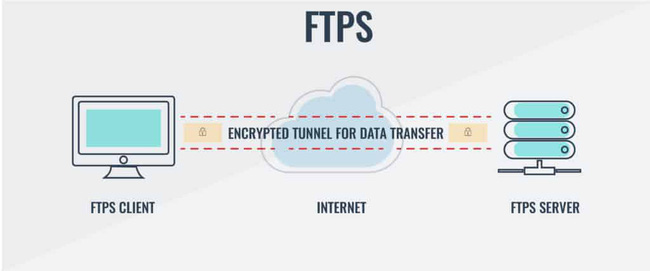 FTPS
ENCRYPTED TUNNEL FOR DATA TRANSFER
FTPS CLIENT
INTERNET
FTPS SERVER